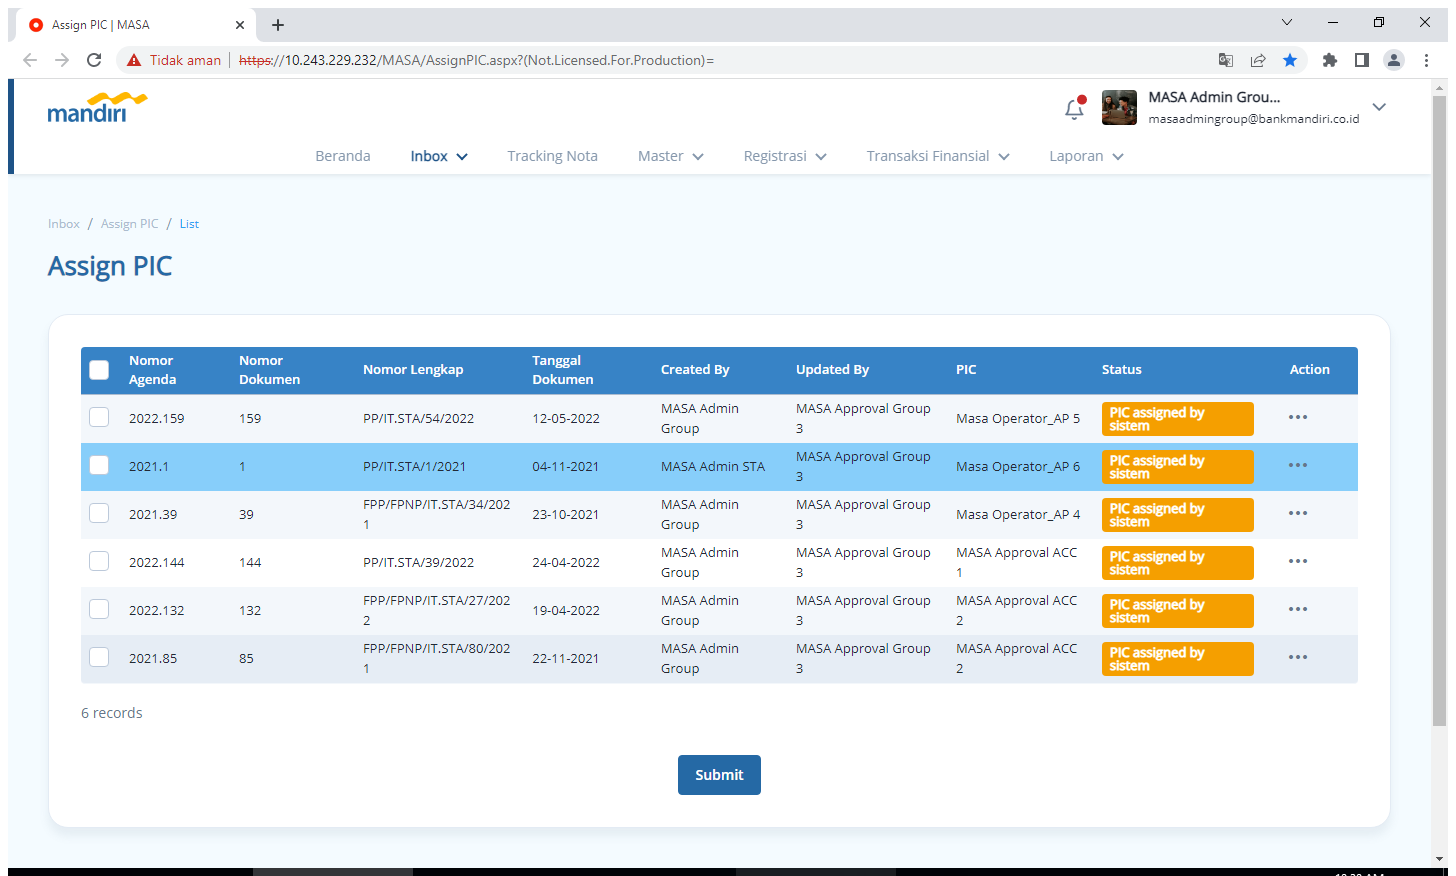 Assign PIC | MASA
Tidak aman
https://10.243.229.232/MASA/AssignPIC.aspx?(Not.Licensed.For.Production)=
mandiri
MASA Admin Grou...
masaadmingroup@bankmandiri.co.id
Beranda Inbox Tracking Nota Master Registrasi Transaksi Finansial Laporan
Inbox / Assign PIC / List
Assign PIC
Nomor Agenda Nomor Dokumen Nomor Lengkap Tanggal Dokumen Created By Updated By PIC Status Action
2022.159 159 PP/IT.STA/54/2022 12-05-2022 MASA Admin Group MASA Approval Group 3 Masa Operator_AP 5 PIC assigned by sistem
2021.1 1 PP/IT.STA/1/2021 04-11-2021 MASA Admin STA MASA Approval Group 3 Masa Operator_AP 6 PIC assigned by sistem
2021.39 39 FPP/FPNP/IT.STA/34/2021 23-10-2021 MASA Admin Group MASA Approval Group 3 Masa Operator_AP 4 PIC assigned by sistem
2022.144 144 PP/IT.STA/39/2022 24-04-2022 MASA Admin Group MASA Approval Group 3 MASA Approval ACC 1 PIC assigned by sistem
2022.132 132 FPP/FPNP/IT.STA/27/2022 19-04-2022 MASA Admin Group MASA Approval Group 3 MASA Approval ACC 2 PIC assigned by sistem
2021.85 85 FPP/FPNP/IT.STA/80/2021 22-11-2021 MASA Admin Group MASA Approval Group 3 MASA Approval ACC 2 PIC assigned by sistem
6 records
Submit